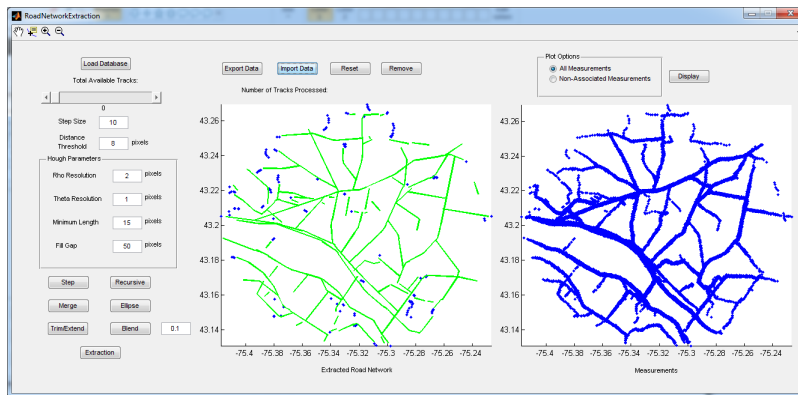 RoadNetworkExtraction
Load Database
Total Available Tracks:
0
Step Size 10
Distance Threshold 8 pixels
Hough Parameters
Rho Resolution 2 pixels
Theta Resolution 1 pixels
Minimum Length 15 pixels
Fill Gap 50 pixels
Step Recursive
Merge Ellipse
Trim/Extend Blend 0.1
Extraction
Export Data Import Data Reset Remove
Number of Tracks Processed:
43.26
43.24
43.22
43.2
43.18
43.16
43.14
-75.4 -75.38 -75.36 -75.34 -75.32 -75.3 -75.28 -75.26 -75.24
Extracted Road Network
Plot Options
All Measurements
Non-Associated Measurements
Display
43.26
43.24
43.22
43.2
43.18
43.16
43.14
-75.4 -75.38 -75.36 -75.34 -75.32 -75.3 -75.28 -75.26 -75.24
Measurements